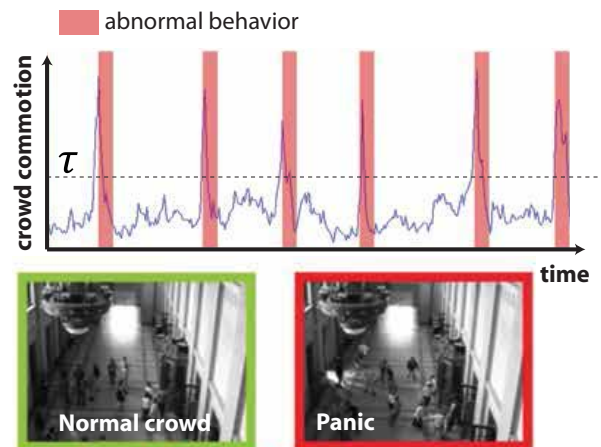 abnormal behavior
crowd commotion
τ
time
Normal crowd
Panic